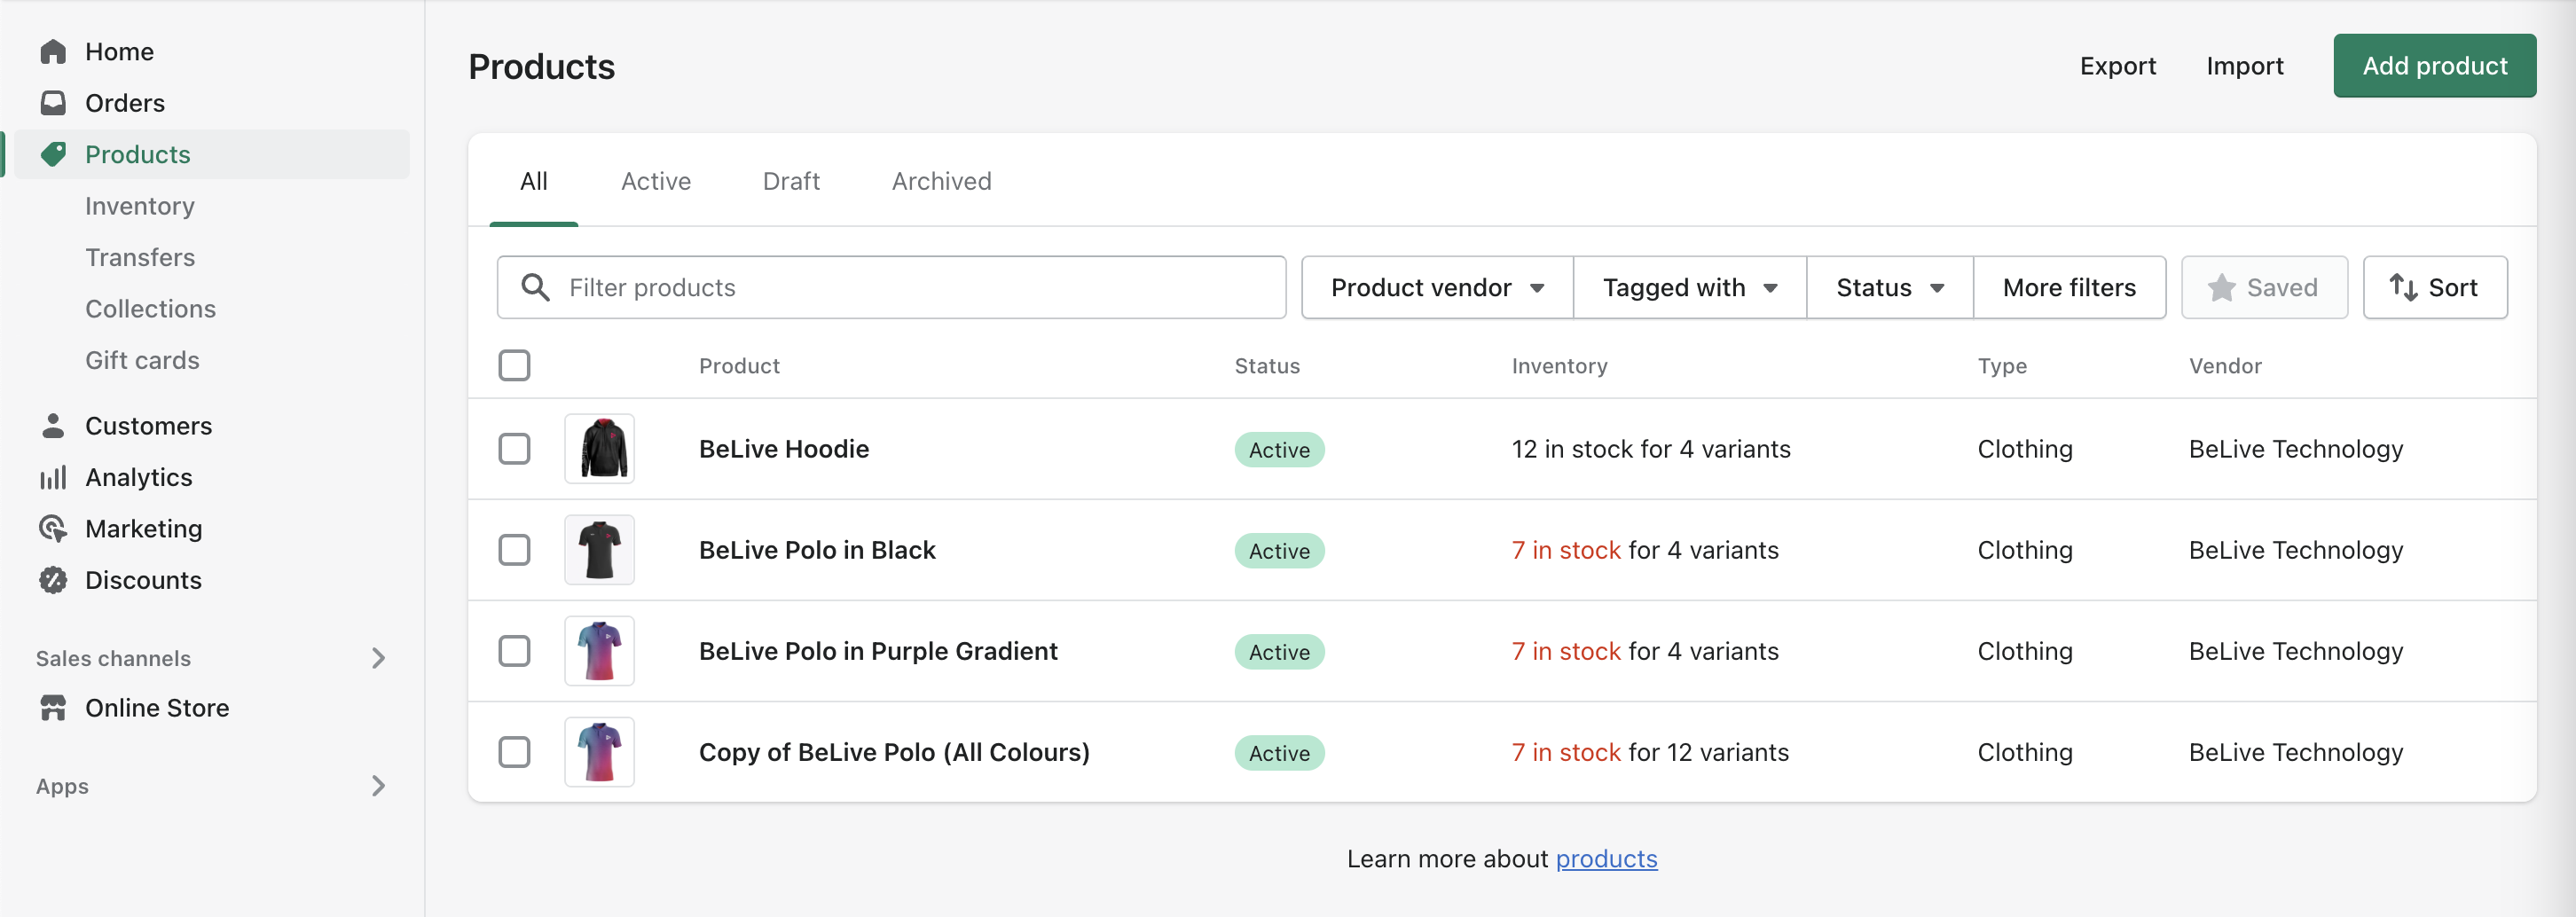 Home
Orders
Products
Inventory
Transfers
Collections
Gift cards
Customers
Analytics
Marketing
Discounts
Sales channels
Online Store
Apps
Products
Export Import Add product
All Active Draft Archived
Filter products Product vendor Tagged with Status More filters Saved Sort
Product Status Inventory Type Vendor
BeLive Hoodie Active 12 in stock for 4 variants Clothing BeLive Technology
BeLive Polo in Black Active 7 in stock for 4 variants Clothing BeLive Technology
BeLive Polo in Purple Gradient Active 7 in stock for 4 variants Clothing BeLive Technology
Copy of BeLive Polo (All Colours) Active 7 in stock for 12 variants Clothing BeLive Technology
Learn more about products